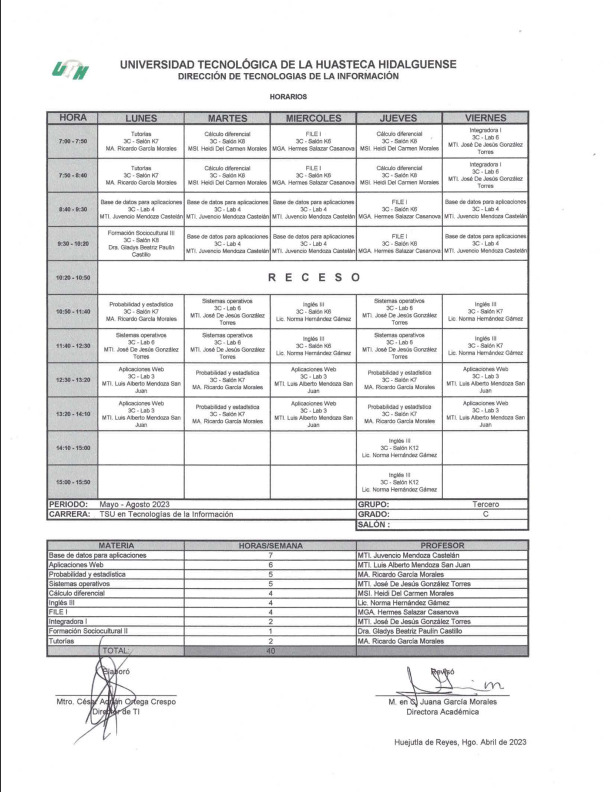 UTH
UNIVERSIDAD TECNOLÓGICA DE LA HUASTECA HIDALGUENSE
DIRECCIÓN DE TECNOLOGIAS DE LA INFORMACIÓN
HORARIOS
HORA LUNES MARTES MIERCOLES JUEVES VIERNES
7:00 - 7:50
Tutorías
3C - Salón K7
MA. Ricardo García Morales
Cálculo diferencial
3C - Salón K8
MSI. Heidi Del Carmen Morales
FILE I
3C - Salón K6
MGA. Hermes Salazar Casanova
Cálculo diferencial
3C - Salón K8
MSI. Heidi Del Carmen Morales
Integradora I
3C - Lab 6
MTI. José De Jesús González
Torres
7:50 - 8:40
Tutorías
3C - Salón K7
MA. Ricardo García Morales
Cálculo diferencial
3C - Salón K8
MSI. Heidi Del Carmen Morales
FILE I
3C - Salón K6
MGA. Hermes Salazar Casanova
Cálculo diferencial
3C - Salón K8
MSI. Heidi Del Carmen Morales
Integradora I
3C - Lab 6
MTI. José De Jesús González
Torres
8:40 - 9:30
Base de datos para aplicaciones
3C - Lab 4
MTI. Juvencio Mendoza Castelán
Base de datos para aplicaciones
3C - Lab 4
MTI. Juvencio Mendoza Castelán
Base de datos para aplicaciones
3C - Lab 4
MTI. Juvencio Mendoza Castelán
FILE I
3C - Salón K8
MGA. Hermes Salazar Casanova
Base de datos para aplicaciones
3C - Lab 4
MTI. Juvencio Mendoza Castelán
9:30 - 10:20
Formación Sociocultural III
3C - Salón K8
Dra. Gladys Beatriz Paulín
Castillo
Base de datos para aplicaciones
3C - Lab 4
MTI. Juvencio Mendoza Castelán
Base de datos para aplicaciones
3C - Lab 4
MTI. Juvencio Mendoza Castelán
FILE I
3C - Salón K8
MGA. Hermes Salazar Casanova
Base de datos para aplicaciones
3C - Lab 4
MTI. Juvencio Mendoza Castelán
10:20 - 10:50 R E C E S O
10:50 - 11:40
Probabilidad y estadística
3C - Salón K7
MA. Ricardo García Morales
Sistemas operativos
3C - Lab 6
MTI. José De Jesús González
Torres
Inglés III
3C - Salón K6
Lic. Norma Hernández Gámez
Sistemas operativos
3C - Lab 6
MTI. José De Jesús González
Torres
Inglés III
3C - Salón K7
Lic. Norma Hernández Gámez
11:40 - 12:30
Sistemas operativos
3C - Lab 6
MTI. José De Jesús González
Torres
Sistemas operativos
3C - Lab 6
MTI. José De Jesús González
Torres
Inglés III
3C - Salón K6
Lic. Norma Hernández Gámez
Sistemas operativos
3C - Lab 6
MTI. José De Jesús González
Torres
Inglés III
3C - Salón K7
Lic. Norma Hernández Gámez
12:30 - 13:20
Aplicaciones Web
3C - Lab 3
MTI. Luis Alberto Mendoza San
Juan
Probabilidad y estadística
3C - Salón K7
MA. Ricardo García Morales
Aplicaciones Web
3C - Lab 3
MTI. Luis Alberto Mendoza San
Juan
Probabilidad y estadística
3C - Salón K7
MA. Ricardo García Morales
Aplicaciones Web
3C - Lab 3
MTI. Luis Alberto Mendoza San
Juan
13:20 - 14:10
Aplicaciones Web
3C - Lab 3
MTI. Luis Alberto Mendoza San
Juan
Probabilidad y estadística
3C - Salón K7
MA. Ricardo García Morales
Aplicaciones Web
3C - Lab 3
MTI. Luis Alberto Mendoza San
Juan
Probabilidad y estadística
3C - Salón K7
MA. Ricardo García Morales
Aplicaciones Web
3C - Lab 3
MTI. Luis Alberto Mendoza San
Juan
14:10 - 15:00
Inglés III
3C - Salón K12
Lic. Norma Hernández Gámez
15:00 - 15:50
Inglés III
3C - Salón K12
Lic. Norma Hernández Gámez
PERIODO: Mayo - Agosto 2023 GRUPO: Tercero
CARRERA: TSU en Tecnologías de la Información GRADO: C
SALÓN :
MATERIA HORAS/SEMANA PROFESOR
Base de datos para aplicaciones 7 MTI. Juvencio Mendoza Castelán
Aplicaciones Web 6 MTI. Luis Alberto Mendoza San Juan
Probabilidad y estadística 5 MA. Ricardo García Morales
Sistemas operativos 5 MTI. José De Jesús González Torres
Cálculo diferencial 4 MSI. Heidi Del Carmen Morales
Inglés III 4 Lic. Norma Hernández Gámez
FILE I 4 MGA. Hermes Salazar Casanova
Integradora I 2 MTI. José De Jesús González Torres
Formación Sociocultural II 1 Dra. Gladys Beatriz Paulín Castillo
Tutorías 2 MA. Ricardo García Morales
TOTAL: 40
Elaboró Revisó
Mtro. César Adrián Ortega Crespo M. en C. Juana García Morales
Director de TI Directora Académica
Huejutla de Reyes, Hgo. Abril de 2023